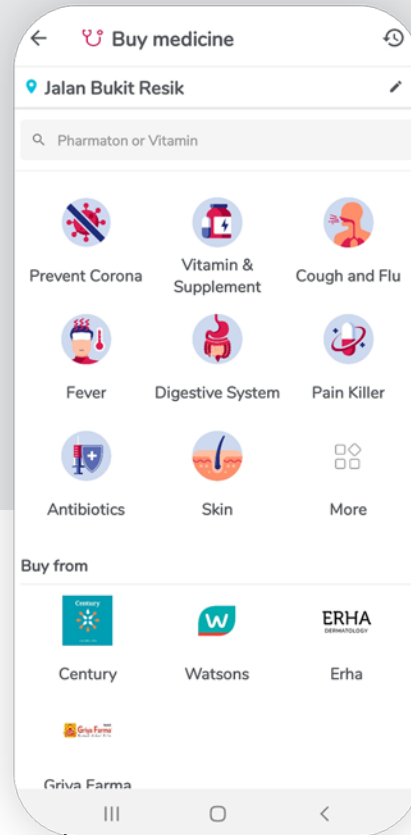 Buy medicine
Jalan Bukit Resik
Pharmaton or Vitamin
Prevent Corona
Vitamin &
Supplement
Cough and Flu
Fever
Digestive System
Pain Killer
Antibiotics
Skin
More
Buy from
Century
ERHA
DERMATOLOGY
Century
Watsons
Erha
Griya Farma
Griya Farma